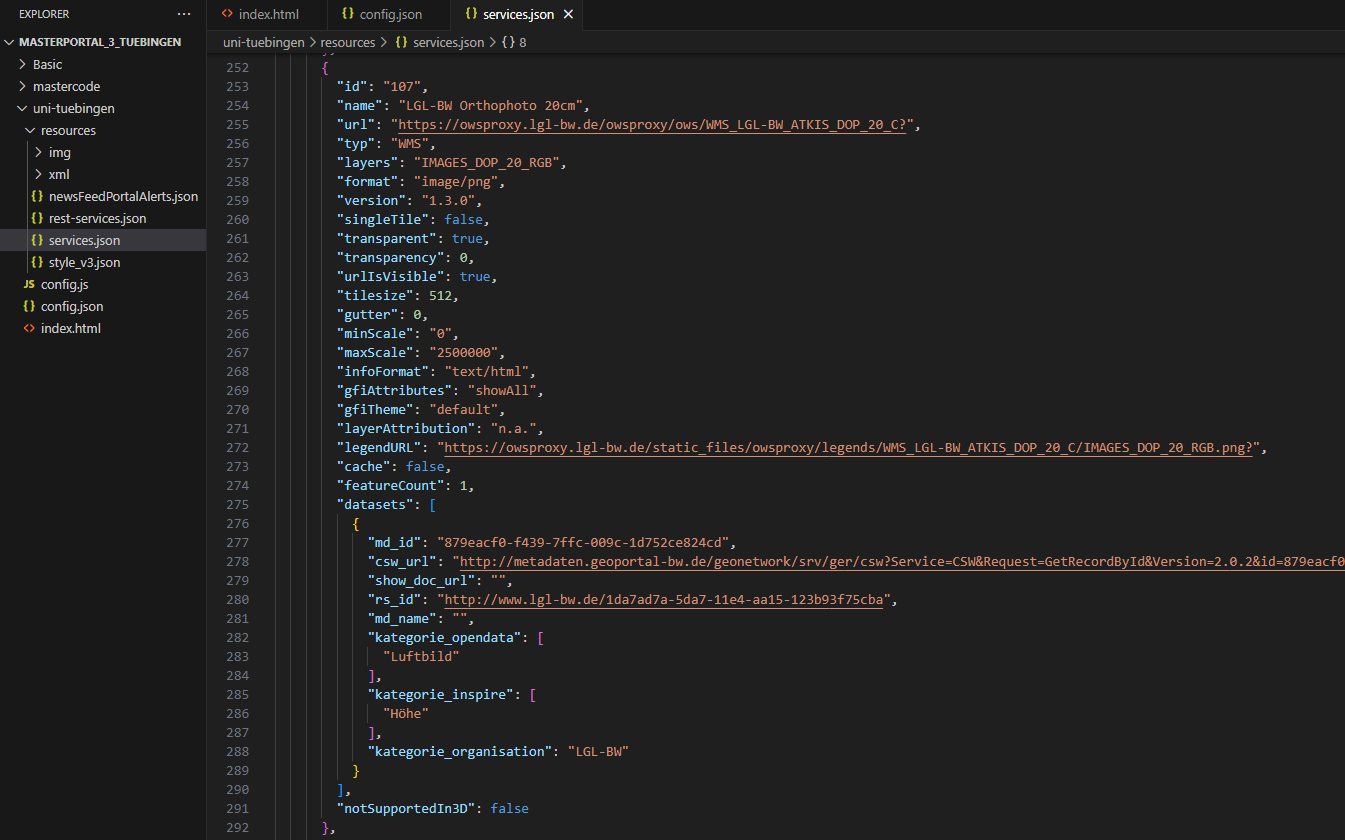 EXPLORER
index.html
config.json
services.json
MASTERPORTAL_3_TUEBINGEN
Basic
mastercode
uni-tuebingen
resources
img
xml
newsFeedPortalAlerts.json
rest-services.json
services.json
style_v3.json
config.js
config.json
index.html
uni-tuebingen > resources > {} services.json > {} 8
252 {
253 "id": "107",
254 "name": "LGL-BW Orthophoto 20cm",
255 "url": "https://owsproxy.lgl-bw.de/owsproxy/ows/WMS_LGL-BW_ATKIS_DOP_20_C?",
256 "typ": "WMS",
257 "layers": "IMAGES_DOP_20_RGB",
258 "format": "image/png",
259 "version": "1.3.0",
260 "singleTile": false,
261 "transparent": true,
262 "transparency": 0,
263 "urlIsVisible": true,
264 "tilesize": 512,
265 "gutter": 0,
266 "minScale": "0",
267 "maxScale": "2500000",
268 "infoFormat": "text/html",
269 "gfiAttributes": "showAll",
270 "gfiTheme": "default",
271 "layerAttribution": "n.a.",
272 "legendURL": "https://owsproxy.lgl-bw.de/static_files/owsproxy/legends/WMS_LGL-BW_ATKIS_DOP_20_C/IMAGES_DOP_20_RGB.png?",
273 "cache": false,
274 "featureCount": 1,
275 "datasets": [
276 {
277 "md_id": "879eacf0-f439-7ffc-009c-1d752ce824cd",
278 "csw_url": "http://metadaten.geoportal-bw.de/geonetwork/srv/ger/csw?Service=CSW&Request=GetRecordById&Version=2.0.2&id=879eacf0
279 "show_doc_url": "",
280 "rs_id": "http://www.lgl-bw.de/1da7ad7a-5da7-11e4-aa15-123b93f75cba",
281 "md_name": "",
282 "kategorie_opendata": [
283 "Luftbild"
284 ],
285 "kategorie_inspire": [
286 "Höhe"
287 ],
288 "kategorie_organisation": "LGL-BW"
289 }
290 ],
291 "notSupportedIn3D": false
292 },